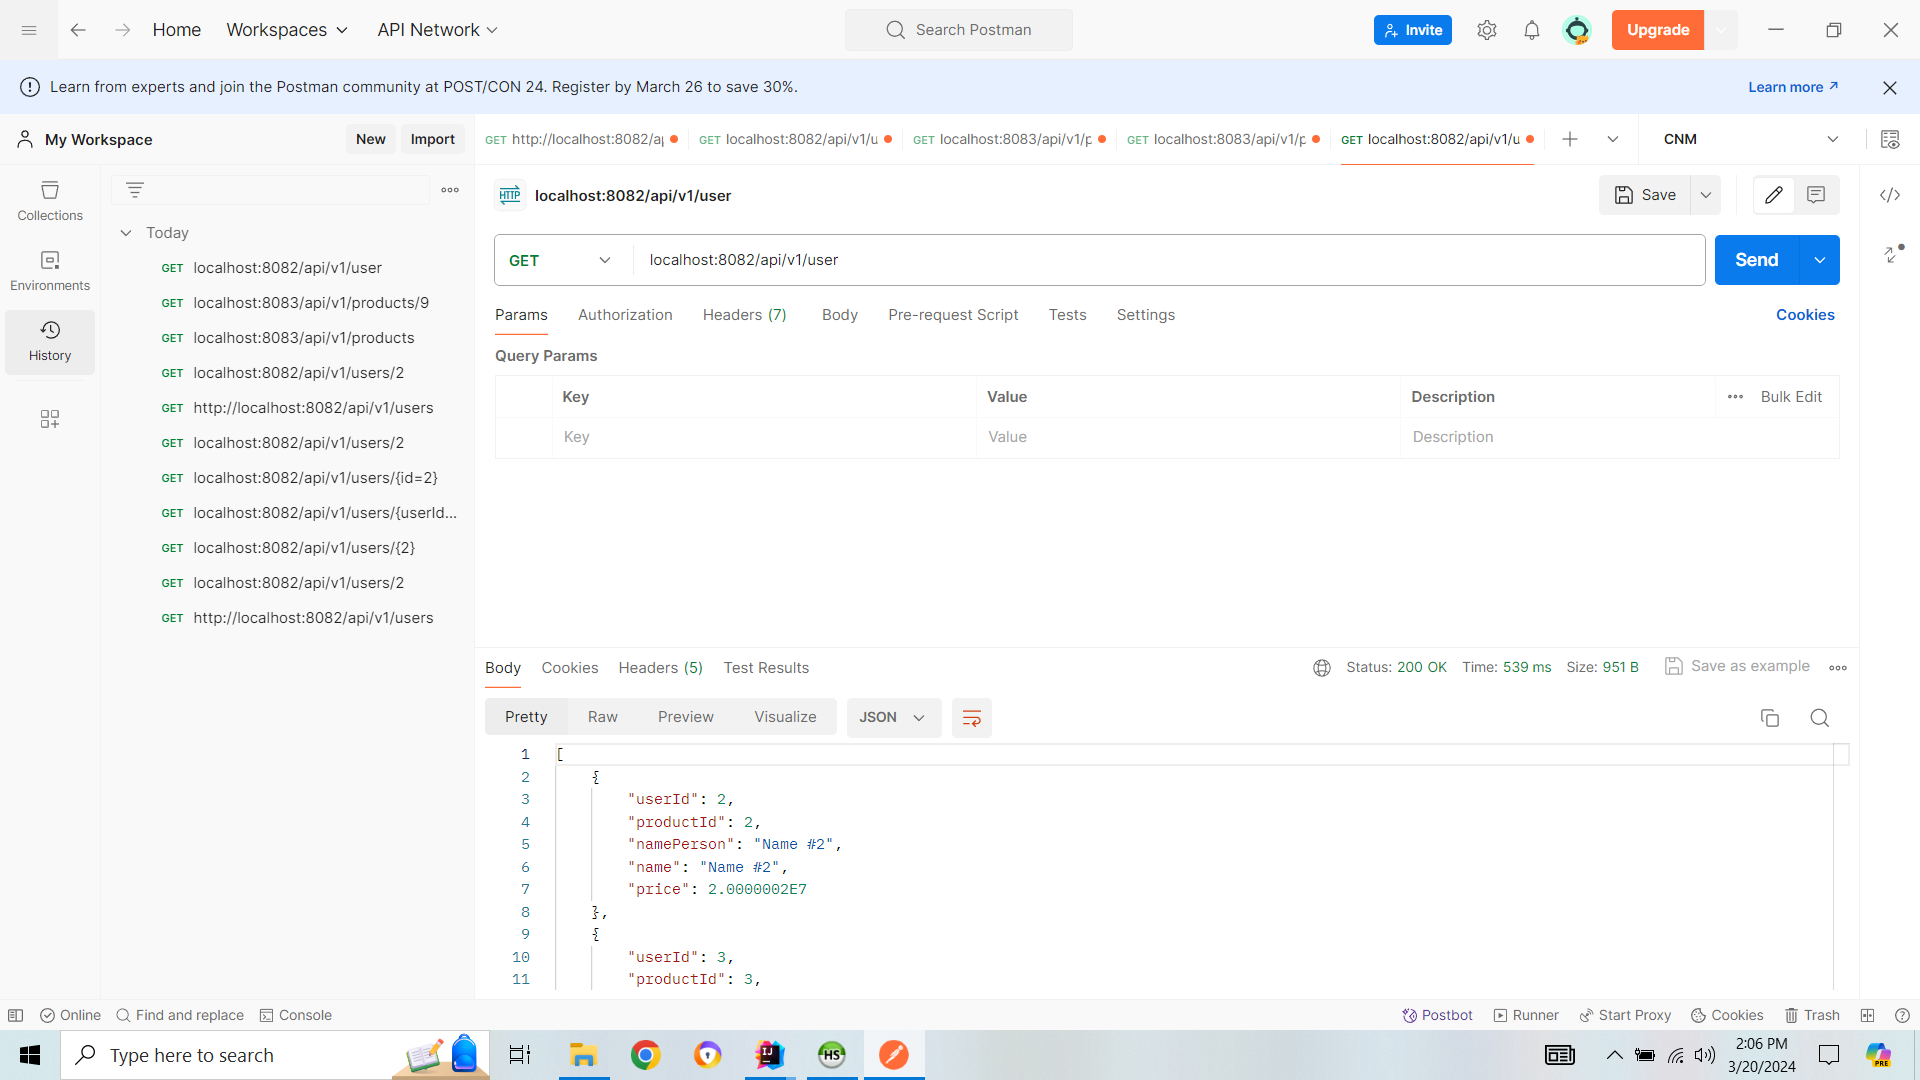 Home
Workspaces
API Network
Search Postman
Invite
Upgrade
Learn from experts and join the Postman community at POST/CON 24. Register by March 26 to save 30%.
Learn more
My Workspace
New
Import
GET http://localhost:8082/a
GET localhost:8082/api/v1/u
GET localhost:8083/api/v1/p
GET localhost:8083/api/v1/p
GET localhost:8082/api/v1/u
CNM
Collections
Environments
History
Today
GET localhost:8082/api/v1/user
GET localhost:8083/api/v1/products/9
GET localhost:8083/api/v1/products
GET localhost:8082/api/v1/users/2
GET http://localhost:8082/api/v1/users
GET localhost:8082/api/v1/users/2
GET localhost:8082/api/v1/users/{id=2}
GET localhost:8082/api/v1/users/{userId...
GET localhost:8082/api/v1/users/{2}
GET localhost:8082/api/v1/users/2
GET http://localhost:8082/api/v1/users
HTTP localhost:8082/api/v1/user
Save
GET localhost:8082/api/v1/user
Send
Params Authorization Headers (7) Body Pre-request Script Tests Settings
Cookies
Query Params
Key Value Description Bulk Edit
Key Value Description
Body Cookies Headers (5) Test Results
Status: 200 OK Time: 539 ms Size: 951 B Save as example
Pretty Raw Preview Visualize JSON
1 [
2 {
3 "userId": 2,
4 "productId": 2,
5 "namePerson": "Name #2",
6 "name": "Name #2",
7 "price": 2.0000002E7
8 },
9 {
10 "userId": 3,
11 "productId": 3,
Online Find and replace Console
Postbot Runner Start Proxy Cookies Trash
Type here to search
IJ
HS
2:06 PM
3/20/2024
PRE